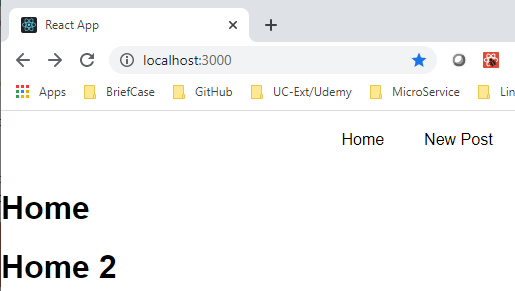 React App
localhost:3000
Apps BriefCase GitHub UC-Ext/Udemy MicroService Lin
Home New Post
Home
Home 2